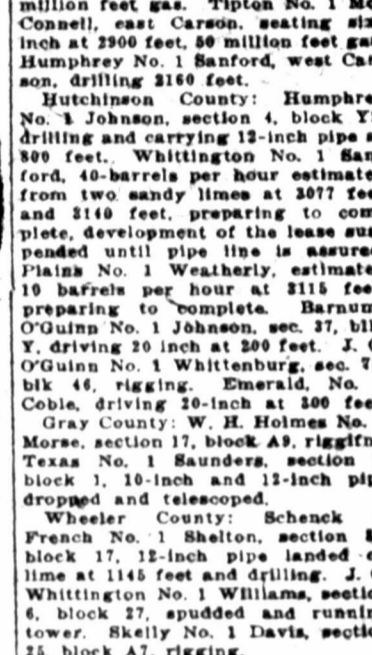 million feet gas. Tipton No. 1 Mc
Connell, east Carson, seating six
inch at 2900 feet, 50 million feet gas
Humphrey No. 1 Sanford, west Car
son, drilling 2160 feet.
Hutchinson County: Humphre
No. 1 Johnson, section 4, block Y
drilling and carrying 12-inch pipe a
800 feet. Whittington No. 1 San
ford, 40-barrels per hour estimate
from two sandy limes at 3077 fee
and 3140 feet, preparing to com
plete, development of the lease sus
pended until pipe line is assure
Plains No. 1 Weatherly, estimate
10 barrels per hour at 3115 fee
preparing to complete. Barnum
O'Guinn No. 1 Johnson, sec. 37, bl
Y, driving 20 inch at 200 feet. J. 
O'Guinn No. 1 Whittenburg, sec. 7
blk 46, rigging. Emerald, No.
Coble, driving 20-inch at 300 fee
Gray County: W. H. Holmes No.
Morse, section 17, block A9, riggifn
Texas No. 1 Saunders, section
block 1, 10-inch and 12-inch pip
dropped and telescoped.
Wheeler County: Schenck
French No. 1 Shelton, section
block 17, 12-inch pipe landed
lime at 1145 feet and drilling. J.
Whittington No. 1 Williams, sectio
6, block 27, spudded and runnin
tower. Skelly No. 1 Davis, sectio
25, block A7, rigging.